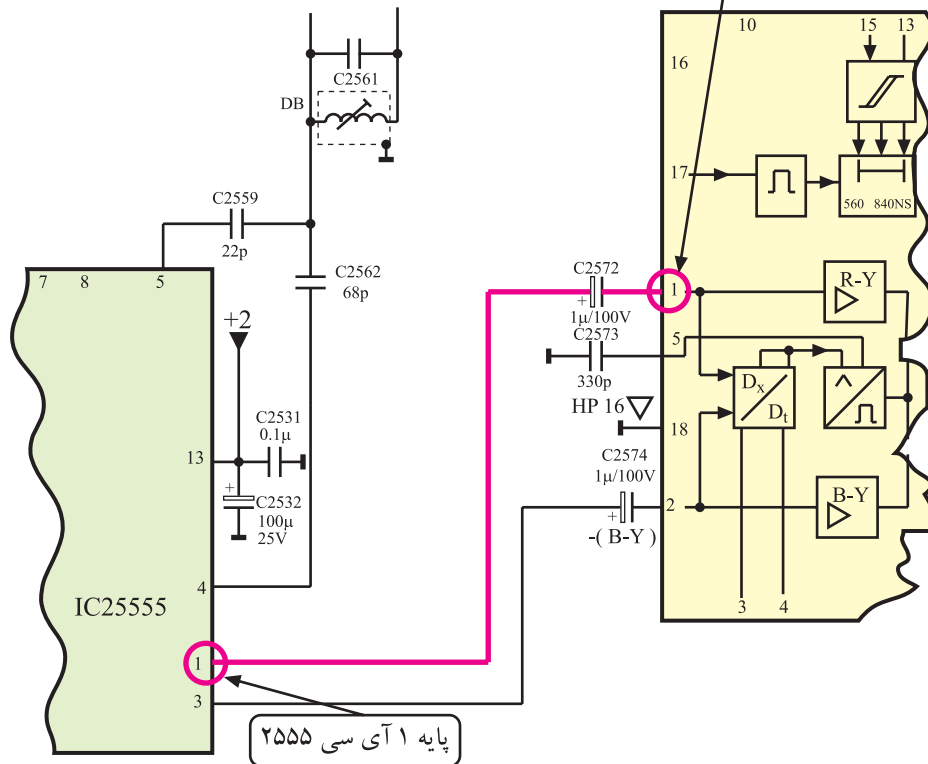 10
15 13
16
C2561
DB
17
560 840NS
C2559
22p
C2562
68p
7 8 5
C2572
+
1μ/100V
1
R-Y
+2
C2573
330p
5
Dx
Dt
HP 16
18
C2531
0.1μ
13
+
C2532
100μ
25V
C2574
1μ/100V
+
-( B-Y )
2
B-Y
4
IC25555
3 4
1
3
پایه ۱ آی سی ۲۵۵۵